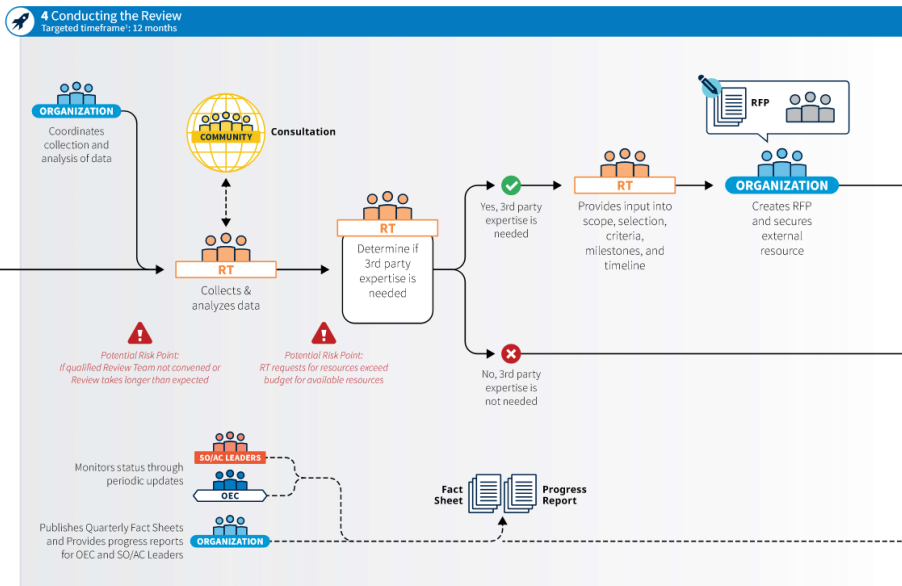 4 Conducting the Review
Targeted timeframe¹: 12 months
ORGANIZATION
Coordinates
collection and
analysis of data
COMMUNITY
Consultation
RT
Collects &
analyzes data
RT
Determine if
3rd party
expertise is
needed
Yes, 3rd party
expertise is
needed
RT
Provides input into
scope, selection,
criteria,
milestones, and
timeline
RFP
ORGANIZATION
Creates RFP
and secures
external
resource
No, 3rd party
expertise is
not needed
Potential Risk Point:
If qualified Review Team not convened or
Review takes longer than expected
Potential Risk Point:
RT requests for resources exceed
budget for available resources
Monitors status through
periodic updates
SO/AC LEADERS
OEC
Publishes Quarterly Fact Sheets
and Provides progress reports
for OEC and SO/AC Leaders
ORGANIZATION
Fact
Sheet
Progress
Report